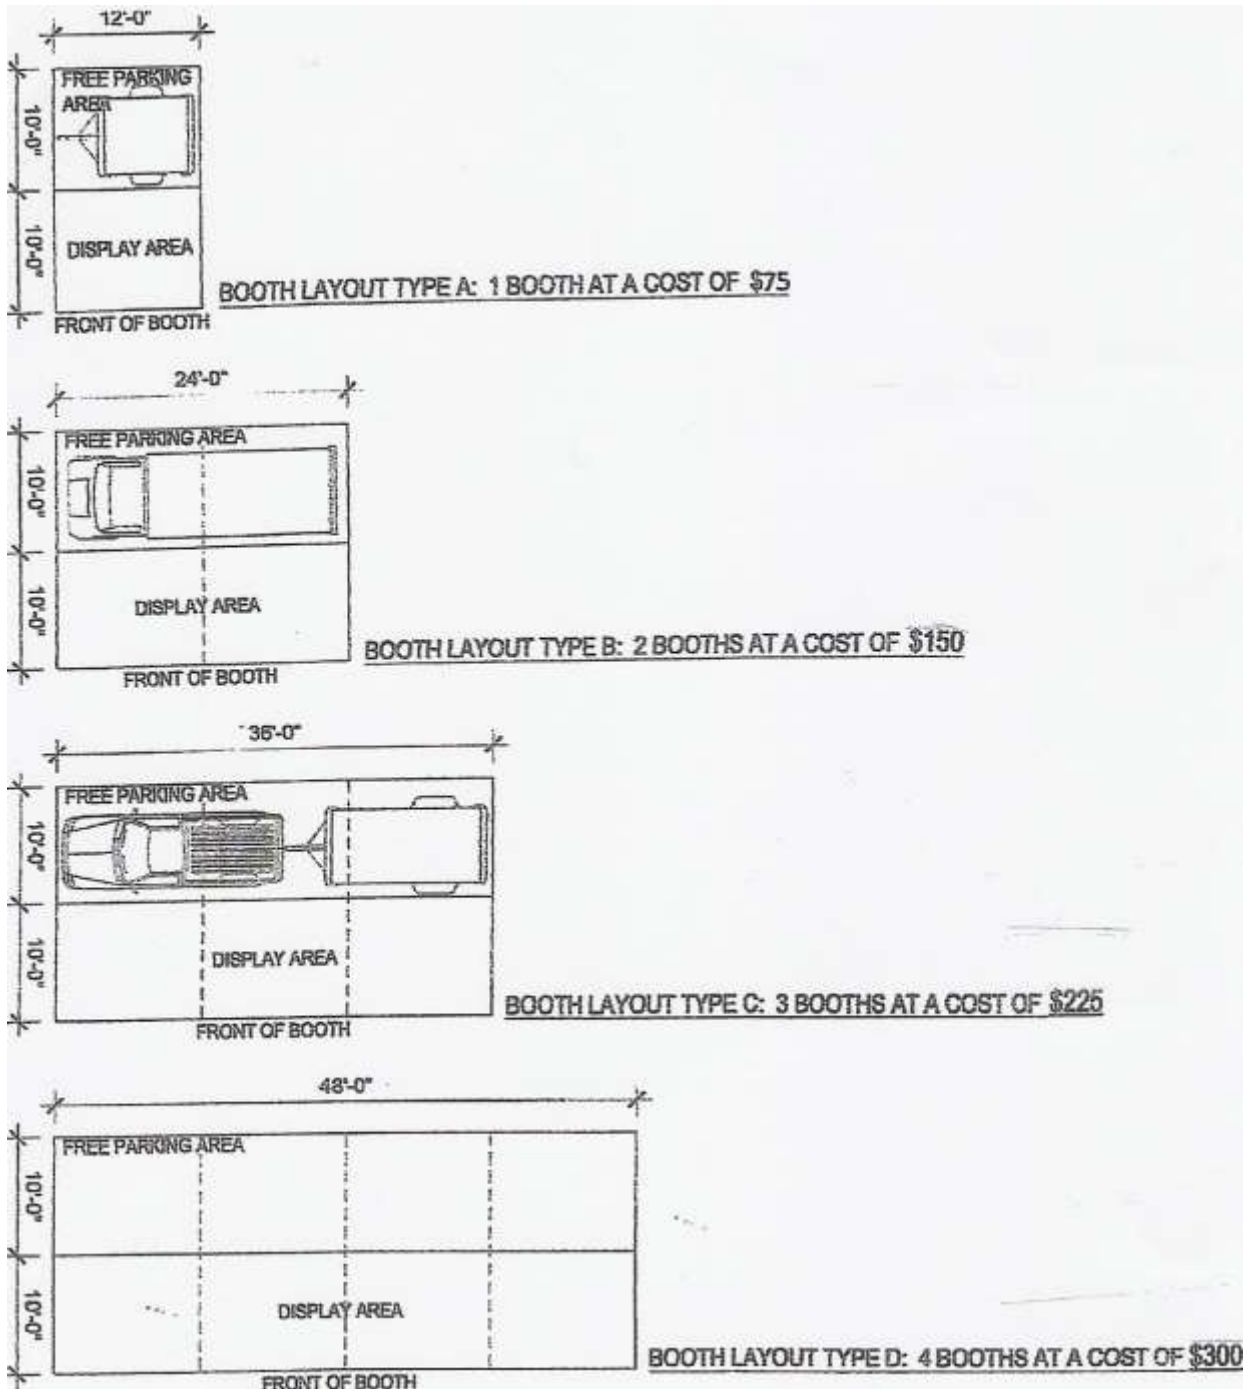 12'-0"
FREE PARKING
AREA
10'-0"
DISPLAY AREA
10'-0"
BOOTH LAYOUT TYPE A: 1 BOOTH AT A COST OF $75
FRONT OF BOOTH
24'-0"
FREE PARKING AREA
10'-0"
DISPLAY AREA
10'-0"
BOOTH LAYOUT TYPE B: 2 BOOTHS AT A COST OF $150
FRONT OF BOOTH
36'-0"
FREE PARKING AREA
10'-0"
DISPLAY AREA
10'-0"
BOOTH LAYOUT TYPE C: 3 BOOTHS AT A COST OF $225
FRONT OF BOOTH
48'-0"
FREE PARKING AREA
10'-0"
DISPLAY AREA
10'-0"
BOOTH LAYOUT TYPE D: 4 BOOTHS AT A COST OF $300
FRONT OF BOOTH